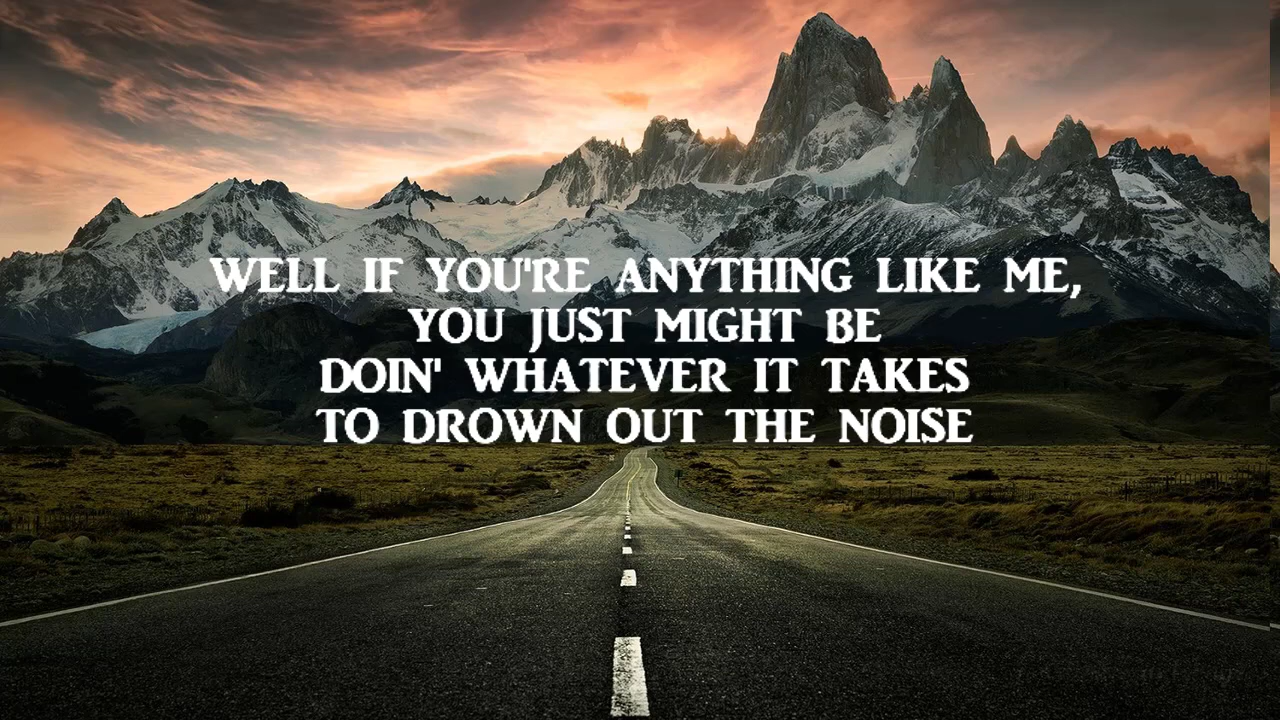 WELL IF YOU'RE ANYTHING LIKE ME,
YOU JUST MIGHT BE
DOIN' WHATEVER IT TAKES
TO DROWN OUT THE NOISE